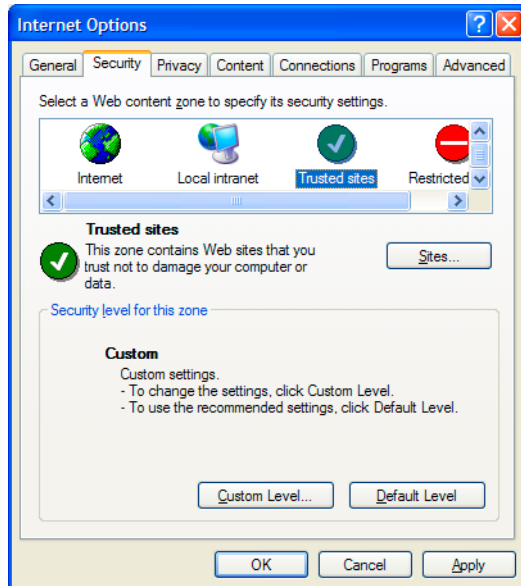 Internet Options
General Security Privacy Content Connections Programs Advanced
Select a Web content zone to specify its security settings.
Internet Local intranet Trusted sites Restricted
Trusted sites
This zone contains Web sites that you
trust not to damage your computer or
data.
Sites...
Security level for this zone
Custom
Custom settings.
- To change the settings, click Custom Level.
- To use the recommended settings, click Default Level.
Custom Level... Default Level
OK Cancel Apply